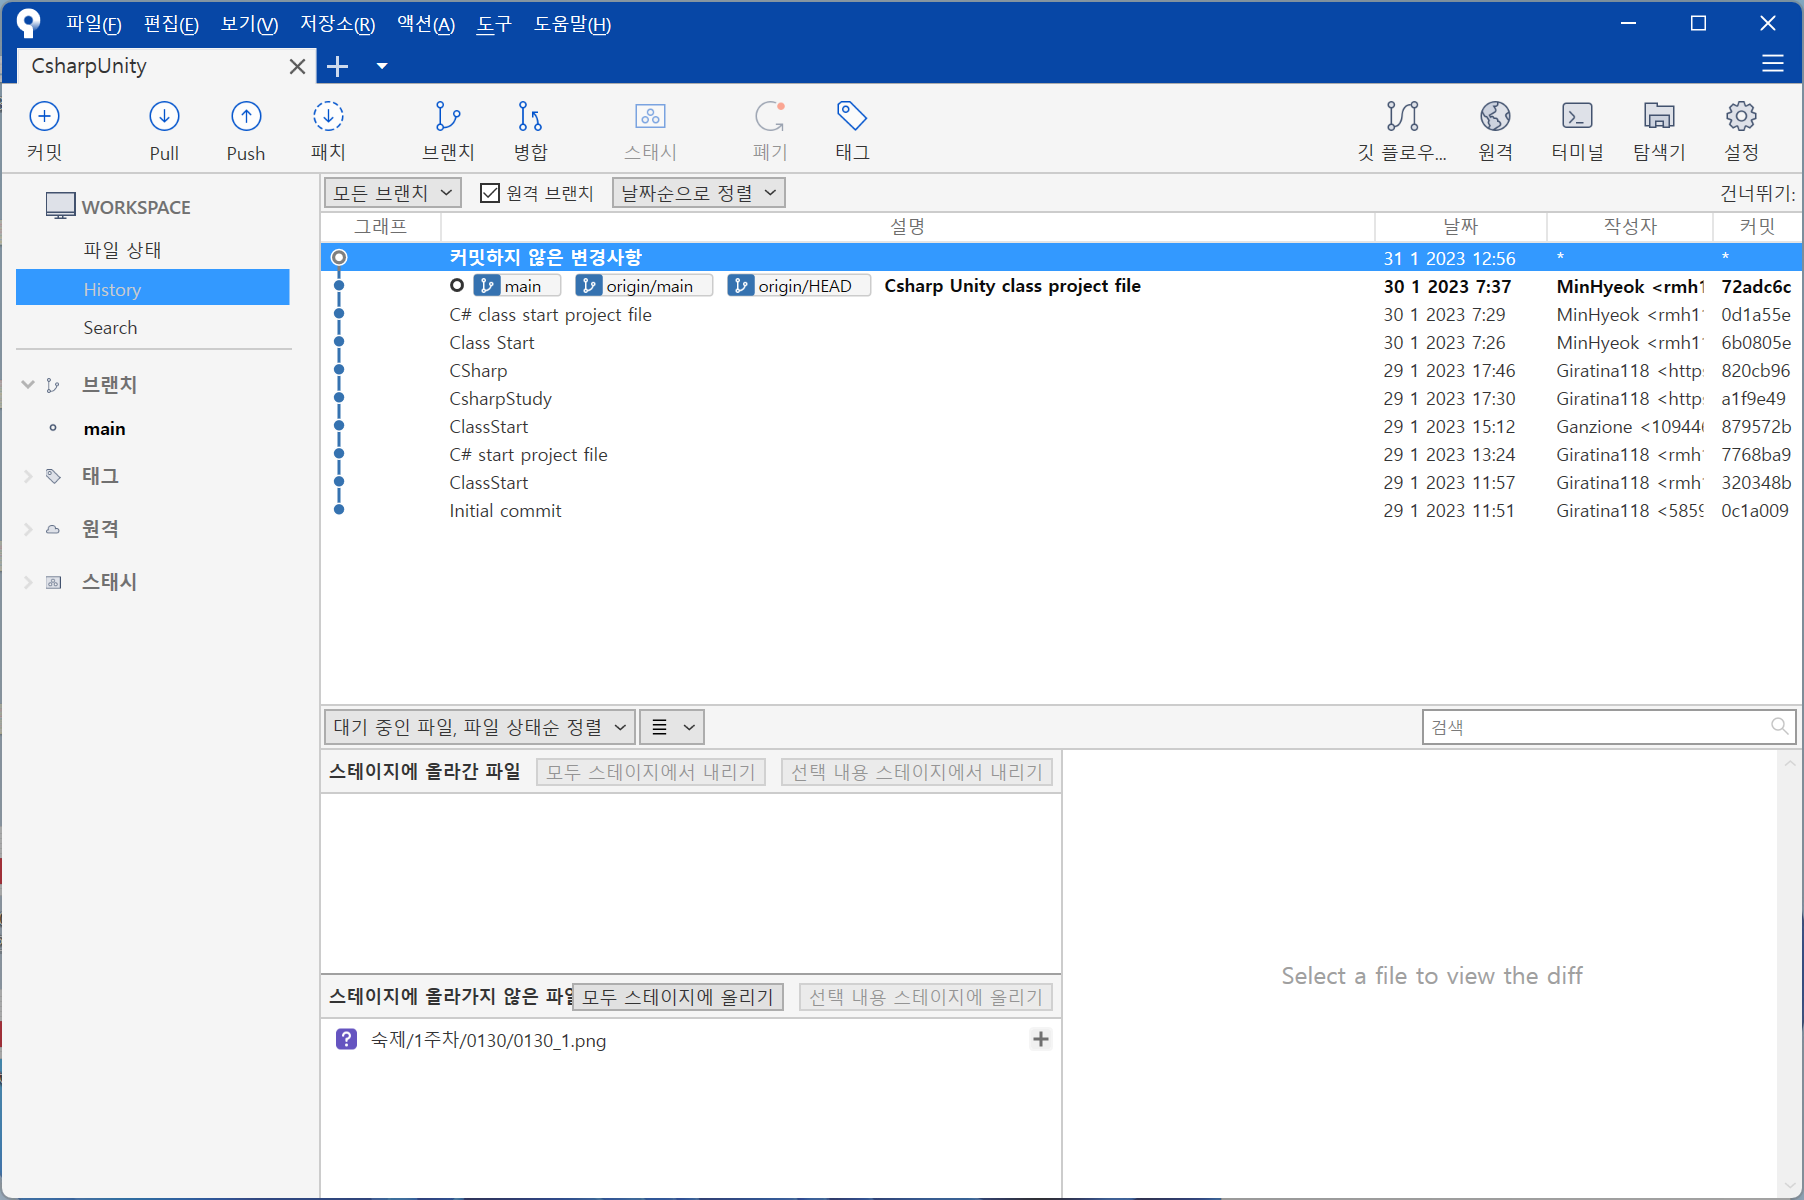 파일(F) 편집(E) 보기(V) 저장소(R) 액션(A) 도구 도움말(H)
CsharpUnity
커밋 Pull Push 패치 브랜치 병합 스태시 폐기 태그 깃 플로우... 원격 터미널 탐색기 설정
WORKSPACE
파일 상태
History
Search
브랜치
main
태그
원격
스태시
모든 브랜치 원격 브랜치 날짜순으로 정렬 건너뛰기:
그래프 설명 날짜 작성자 커밋
커밋하지 않은 변경사항 31 1 2023 12:56 * *
main origin/main origin/HEAD Csharp Unity class project file 30 1 2023 7:37 MinHyeok <rmh1 72adc6c
C# class start project file 30 1 2023 7:29 MinHyeok <rmh1 0d1a55e
Class Start 30 1 2023 7:26 MinHyeok <rmh1 6b0805e
CSharp 29 1 2023 17:46 Giratina118 <http 820cb96
CsharpStudy 29 1 2023 17:30 Giratina118 <http a1f9e49
ClassStart 29 1 2023 15:12 Ganzione <10944 879572b
C# start project file 29 1 2023 13:24 Giratina118 <rmh 7768ba9
ClassStart 29 1 2023 11:57 Giratina118 <rmh 320348b
Initial commit 29 1 2023 11:51 Giratina118 <585 0c1a009
대기 중인 파일, 파일 상태순 정렬 검색
스테이지에 올라간 파일 모두 스테이지에서 내리기 선택 내용 스테이지에서 내리기
Select a file to view the diff
스테이지에 올라가지 않은 파일 모두 스테이지에 올리기 선택 내용 스테이지에 올리기
숙제/1주차/0130/0130_1.png